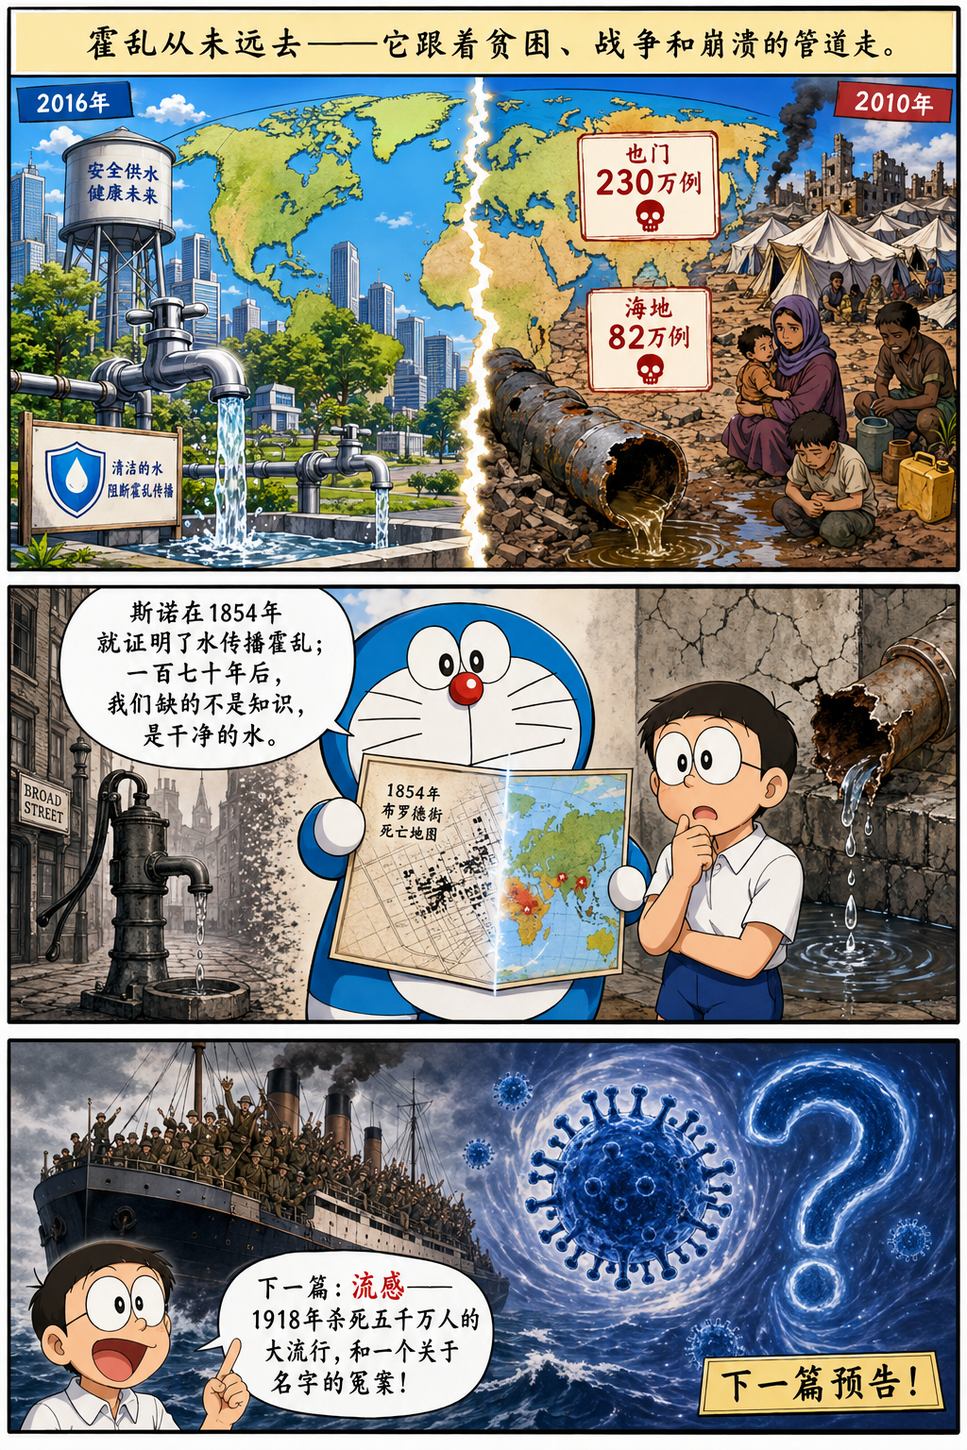 霍乱从未远去——它跟着贫困、战争和崩溃的管道走。
2016年
2010年
安全供水
健康未来
也门
230万例
海地
82万例
清洁的水
阻断霍乱传播
斯诺在1854年
就证明了水传播霍乱；
一百七十年后，
我们缺的不是知识，
是干净的水。
BROAD
STREET
1854年
布罗德街
死亡地图
下一篇：流感——
1918年杀死五千万人的
大流行，和一个关于
名字的冤案！
下一篇预告！